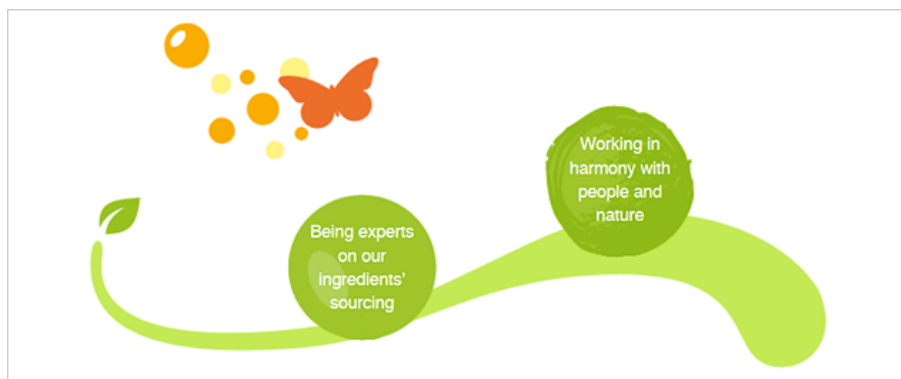 Being experts
on our
ingredients'
sourcing
Working in
harmony with
people and
nature